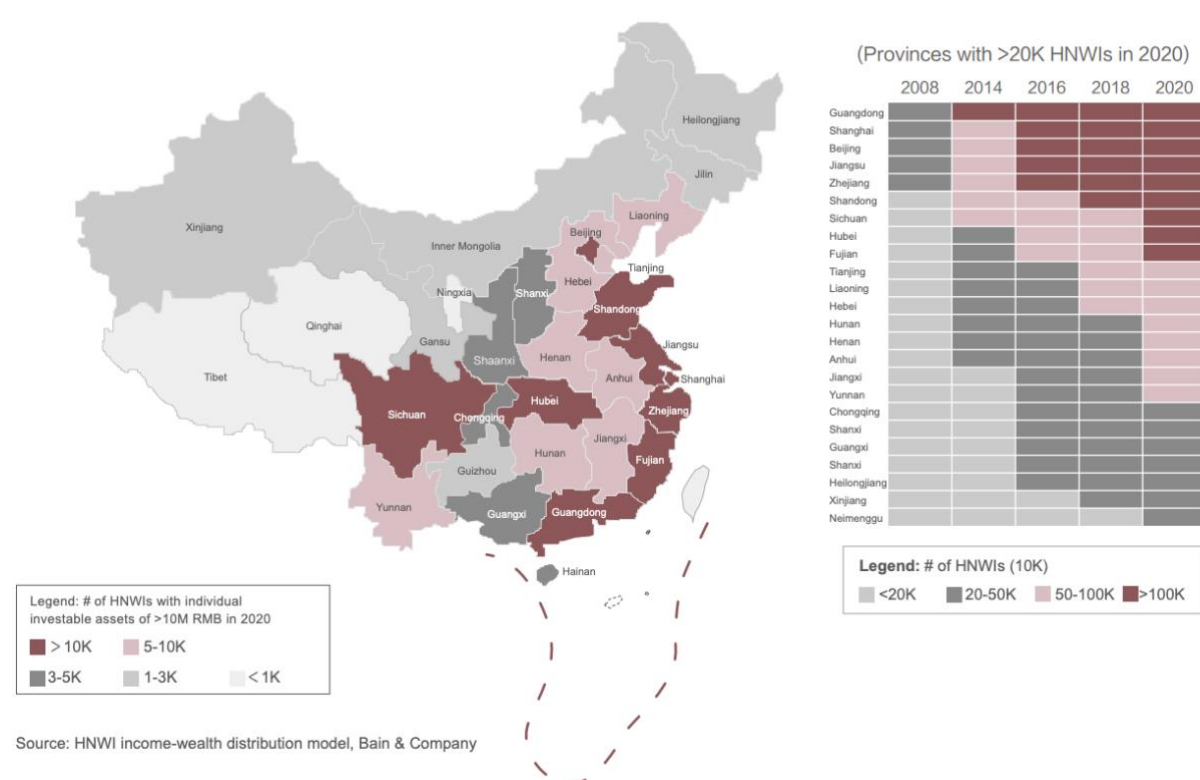 (Provinces with >20K HNWIs in 2020)
2008 2014 2016 2018 2020
Guangdong
Shanghai
Beijing
Jiangsu
Zhejiang
Shandong
Sichuan
Hubei
Fujian
Tianjing
Liaoning
Hebei
Hunan
Henan
Anhui
Jiangxi
Yunnan
Chongqing
Shanxi
Guangxi
Shanxi
Heilongjiang
Xinjiang
Neimenggu
Legend: # of HNWIs (10K)
<20K 20-50K 50-100K >100K
Heilongjiang
Jilin
Liaoning
Xinjiang
Beijing
Inner Mongolia
Tianjing
Hebei
Ningxia
Shanxi
Shandong
Qinghai
Gansu
Jiangsu
Shaanxi
Henan
Tibet
Anhui
Shanghai
Hubei
Sichuan
Chongqing
Zhejiang
Jiangxi
Hunan
Fujian
Guizhou
Yunnan
Guangxi
Guangdong
Hainan
Legend: # of HNWIs with individual
investable assets of >10M RMB in 2020
> 10K 5-10K
3-5K 1-3K < 1K
Source: HNWI income-wealth distribution model, Bain & Company